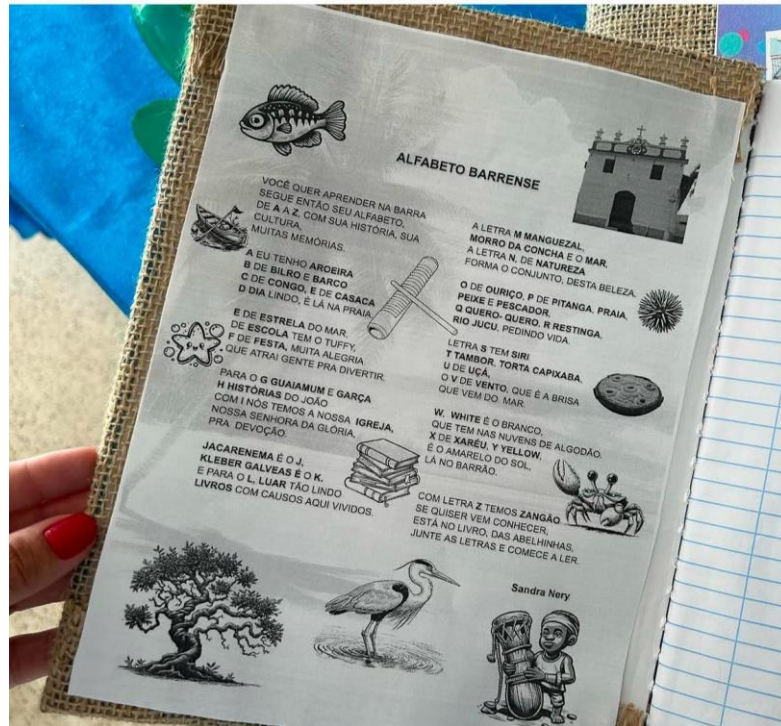 ALFABETO BARRENSE
VOCÊ QUER APRENDER NA BARRA
SEGUE ENTÃO SEU ALFABETO,
DE A A Z, COM SUA HISTÓRIA, SUA
CULTURA,
MUITAS MEMÓRIAS.
A EU TENHO AROEIRA
B DE BILRO E BARCO
C DE CONGO, E DE CASACA
D DIA LINDO, É LÁ NA PRAIA
E DE ESTRELA DO MAR,
DE ESCOLA TEM O TUFFY,
F DE FESTA, MUITA ALEGRIA
QUE ATRAI GENTE PRA DIVERTIR.
PARA O G GUAIAMUM E GARÇA
H HISTÓRIAS DO JOÃO
COM I NÓS TEMOS A NOSSA IGREJA,
NOSSA SENHORA DA GLÓRIA,
PRA DEVOÇÃO.
JACARENEMA É O J,
KLEBER GALVEAS É O K,
E PARA O L, LUAR TÃO LINDO
LIVROS COM CAUSOS AQUI VIVIDOS.
A LETRA M MANGUEZAL,
MORRO DA CONCHA E O MAR,
A LETRA N, DE NATUREZA
FORMA O CONJUNTO, DESTA BELEZA.
O DE OURIÇO, P DE PITANGA, PRAIA,
PEIXE E PESCADOR,
Q QUERO- QUERO, R RESTINGA,
RIO JUCU, PEDINDO VIDA.
LETRA S TEM SIRI
T TAMBOR, TORTA CAPIXABA,
U DE UÇÁ,
O V DE VENTO, QUE É A BRISA
QUE VEM DO MAR.
W, WHITE É O BRANCO,
QUE TEM NAS NUVENS DE ALGODÃO.
X DE XARÉU, Y YELLOW,
É O AMARELO DO SOL,
LÁ NO BARRÃO.
COM LETRA Z TEMOS ZANGÃO
SE QUISER VEM CONHECER,
ESTÁ NO LIVRO, DAS ABELHINHAS,
JUNTE AS LETRAS E COMECE A LER.
Sandra Nery